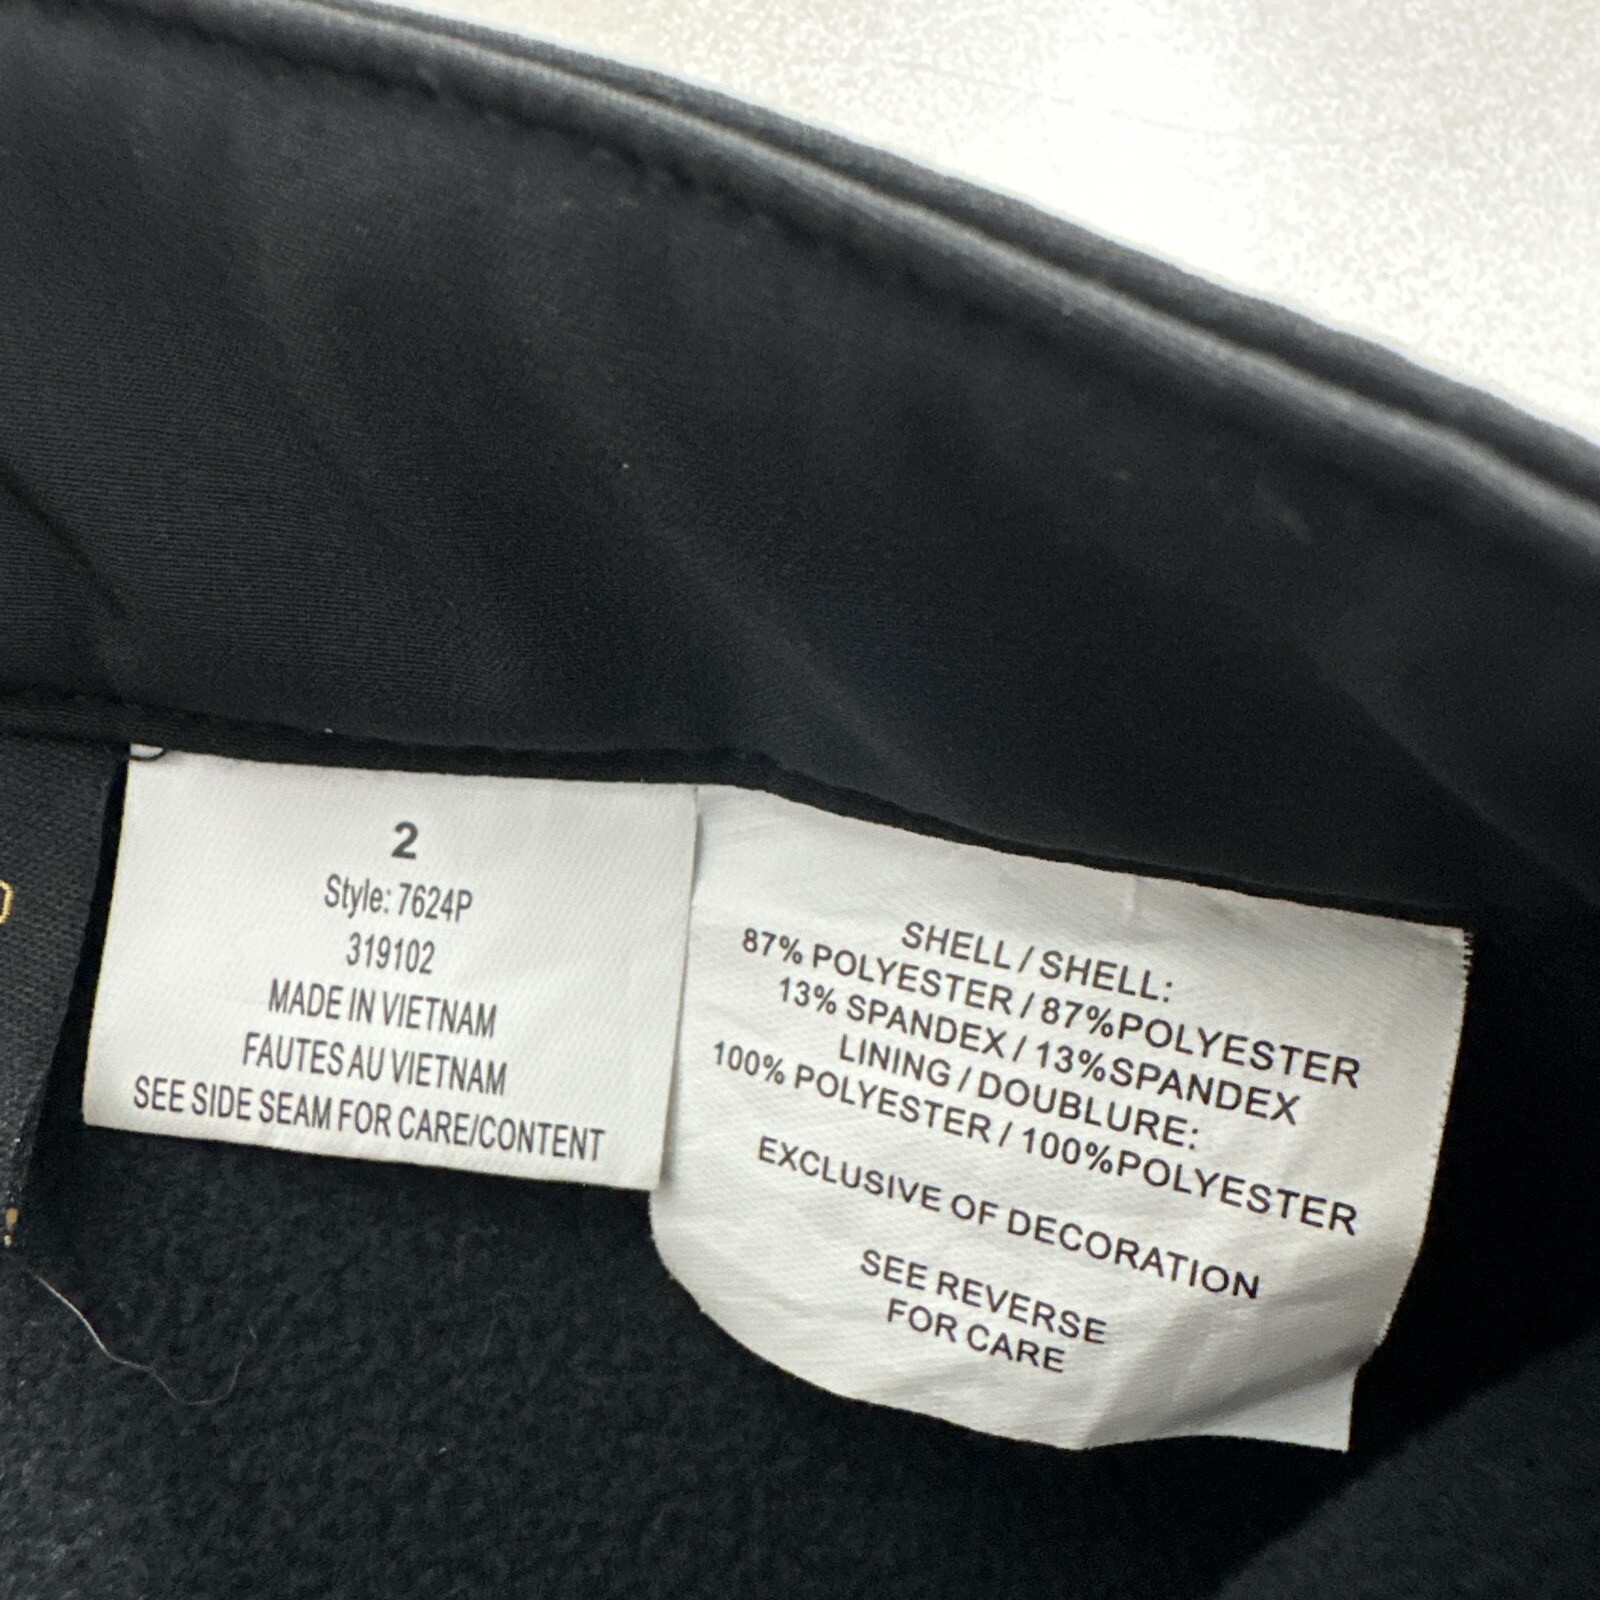 2
Style: 7624P
319102
MADE IN VIETNAM
FAUTES AU VIETNAM
SEE SIDE SEAM FOR CARE/CONTENT
SHELL / SHELL:
87% POLYESTER / 87%POLYESTER
13% SPANDEX / 13%SPANDEX
LINING / DOUBLURE:
100% POLYESTER / 100%POLYESTER
EXCLUSIVE OF DECORATION
SEE REVERSE
FOR CARE